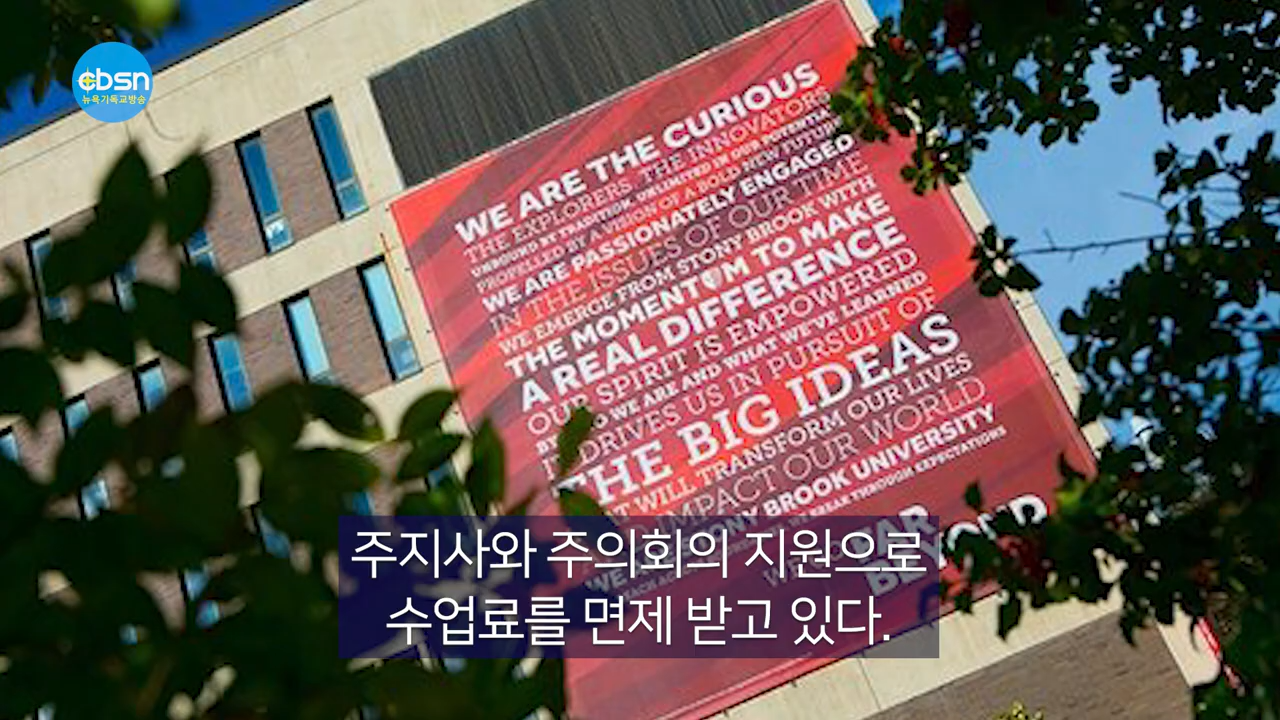 cbsn
뉴욕기독교방송
WE ARE THE CURIOUS
THE EXPLORERS, THE INNOVATORS
UNBOUND BY TRADITION, UNLIMITED IN OUR POTENTIAL
PROPELLED BY A VISION OF A BOLD NEW FUTURE
WE ARE PASSIONATELY ENGAGED
IN THE ISSUES OF OUR TIME
WE EMERGE FROM STONY BROOK WITH
THE MOMENTUM TO MAKE
A REAL DIFFERENCE
OUR SPIRIT IS EMPOWERED
BY WE ARE AND WHAT WE'VE LEARNED
IT DRIVES US IN PURSUIT OF
THE BIG IDEAS
WILL TRANSFORM OUR LIVES
IMPACT OUR WORLD
WE BROOK UNIVERSITY
BREAK THROUGH EXPECTATIONS
FAR
BEYOND
주지사와 주의회의 지원으로
수업료를 면제 받고 있다.